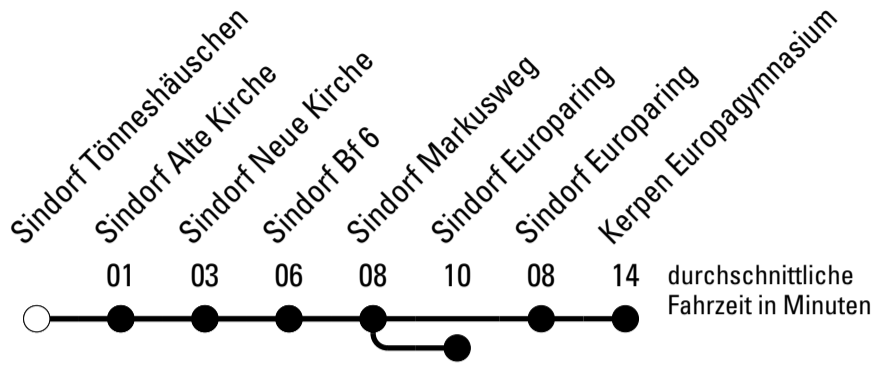 Sindorf Tönneshäuschen
Sindorf Alte Kirche
Sindorf Neue Kirche
Sindorf Bf 6
Sindorf Markusweg
Sindorf Europaring
Sindorf Europaring
Kerpen Europagymnasium
01 03 06 08 10 08 14 durchschnittliche
Fahrzeit in Minuten